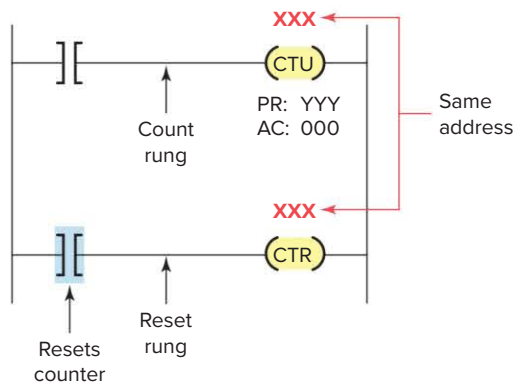 XXX
CTU
PR: YYY
AC: 000
Count
rung
Same
address
XXX
CTR
Resets
counter
Reset
rung